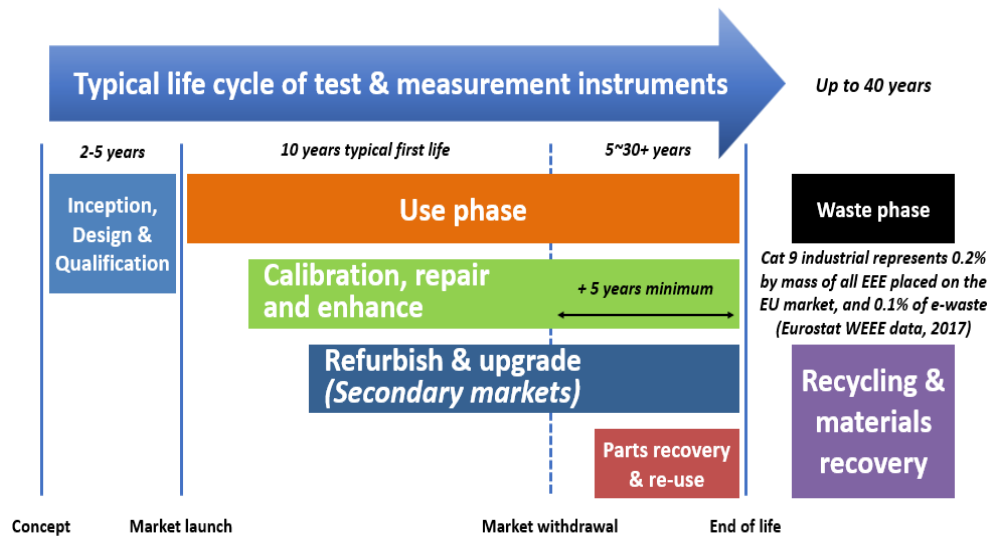 Typical life cycle of test & measurement instruments
Up to 40 years
2-5 years
10 years typical first life
5~30+ years
Inception,
Design &
Qualification
Use phase
Waste phase
Calibration, repair
and enhance
+ 5 years minimum
Cat 9 industrial represents 0.2%
by mass of all EEE placed on the
EU market, and 0.1% of e-waste
(Eurostat WEEE data, 2017)
Refurbish & upgrade
(Secondary markets)
Recycling &
materials
recovery
Parts recovery
& re-use
Concept
Market launch
Market withdrawal
End of life